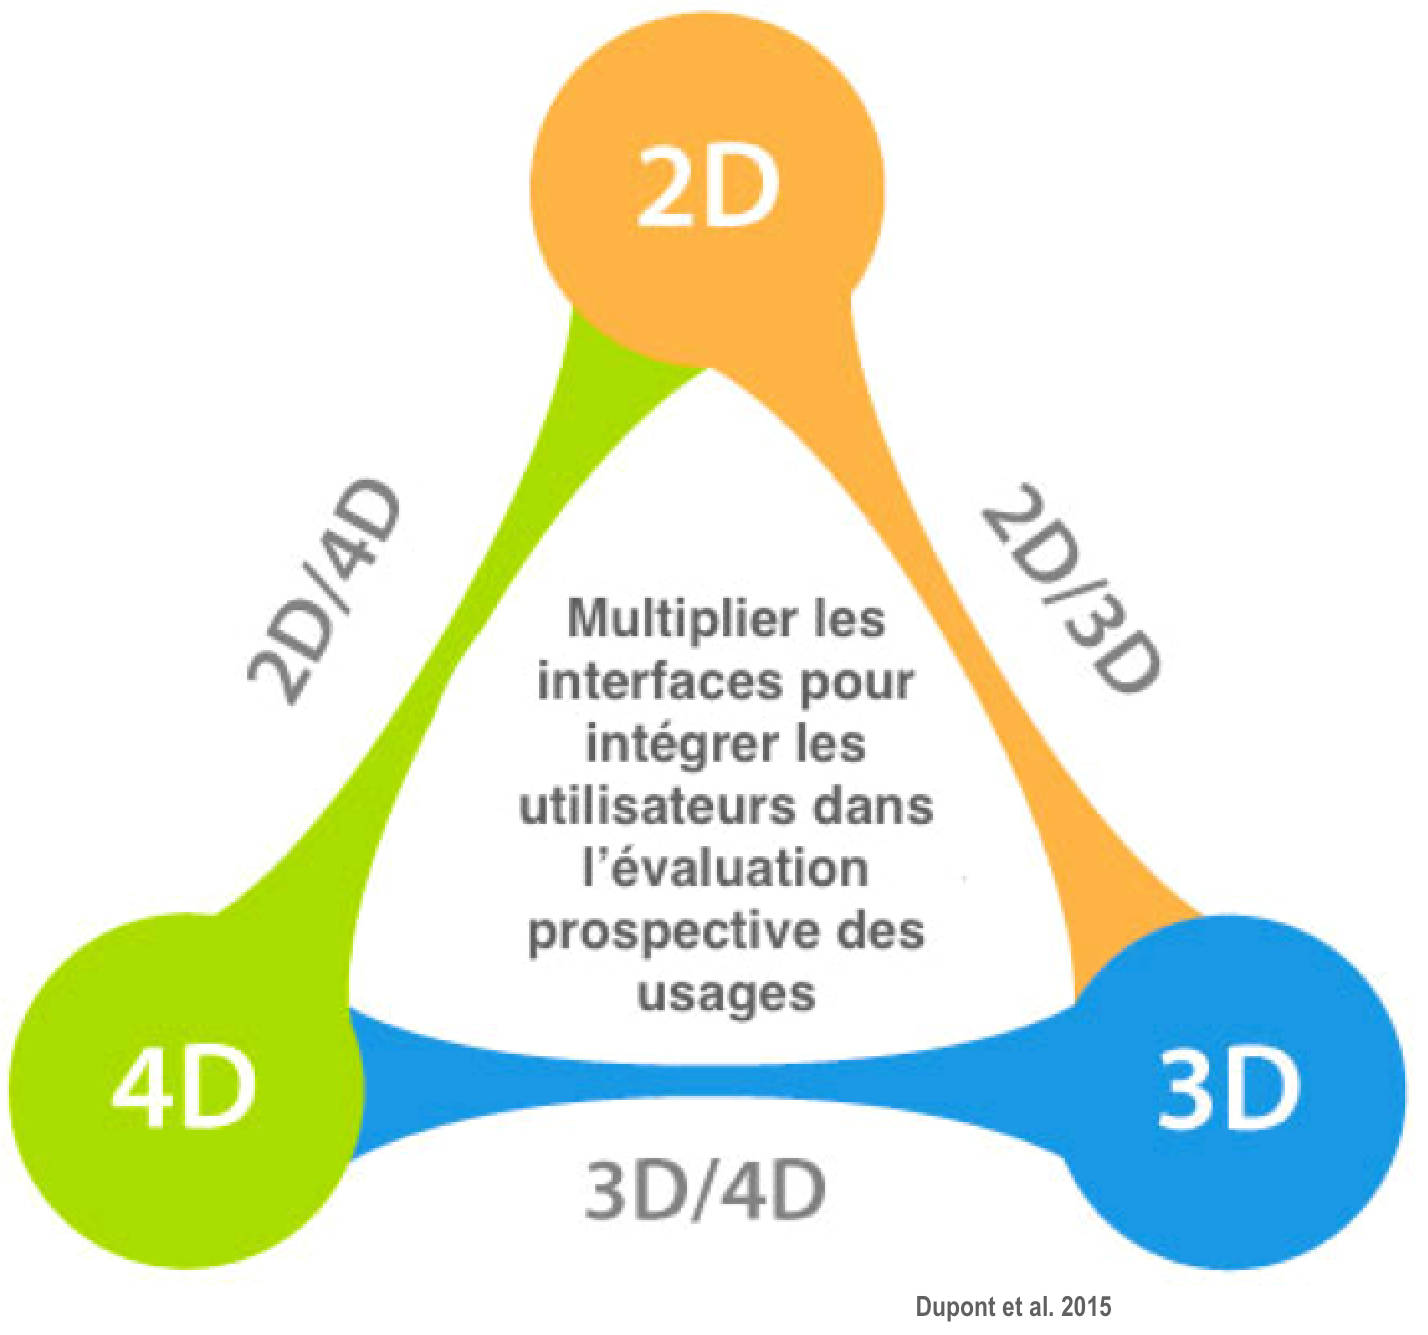 2D
2D/4D
2D/3D
Multiplier les
interfaces pour
intégrer les
utilisateurs dans
l’évaluation
prospective des
usages
4D
3D
3D/4D
Dupont et al. 2015